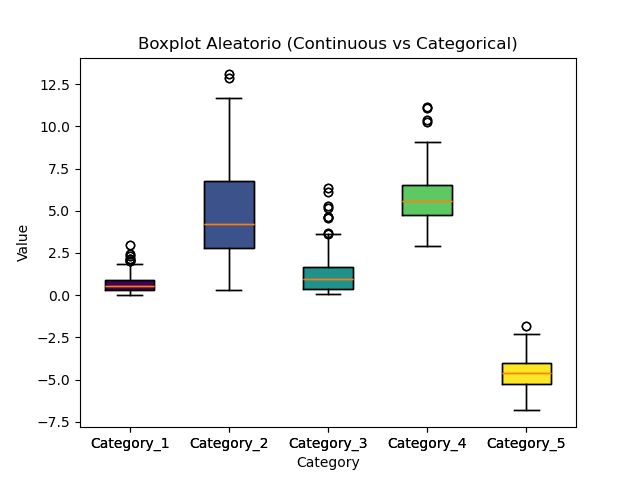 Boxplot Aleatorio (Continuous vs Categorical)
12.5
10.0
7.5
5.0
2.5
0.0
−2.5
−5.0
−7.5
Value
Category_1 Category_2 Category_3 Category_4 Category_5
Category